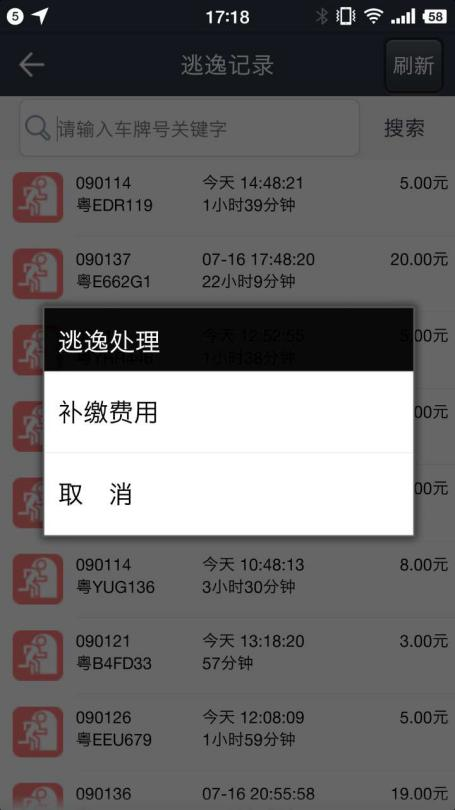 5
17:18
58
逃逸记录
刷新
请输入车牌号关键字
搜索
090114 今天 14:48:21 5.00元
粤EDR119 1小时39分钟
090137 07-16 17:48:20 20.00元
粤E662G1 22小时9分钟
今天 12:52:55 5.00元
1小时38分钟
逃逸处理
补缴费用
00元
取 消
00元
090114 今天 10:48:13 8.00元
粤YUG136 3小时30分钟
090121 今天 13:18:20 3.00元
粤B4FD33 57分钟
090126 今天 12:08:09 5.00元
粤EEU679 1小时59分钟
090136 07-16 20:55:58 19.00元